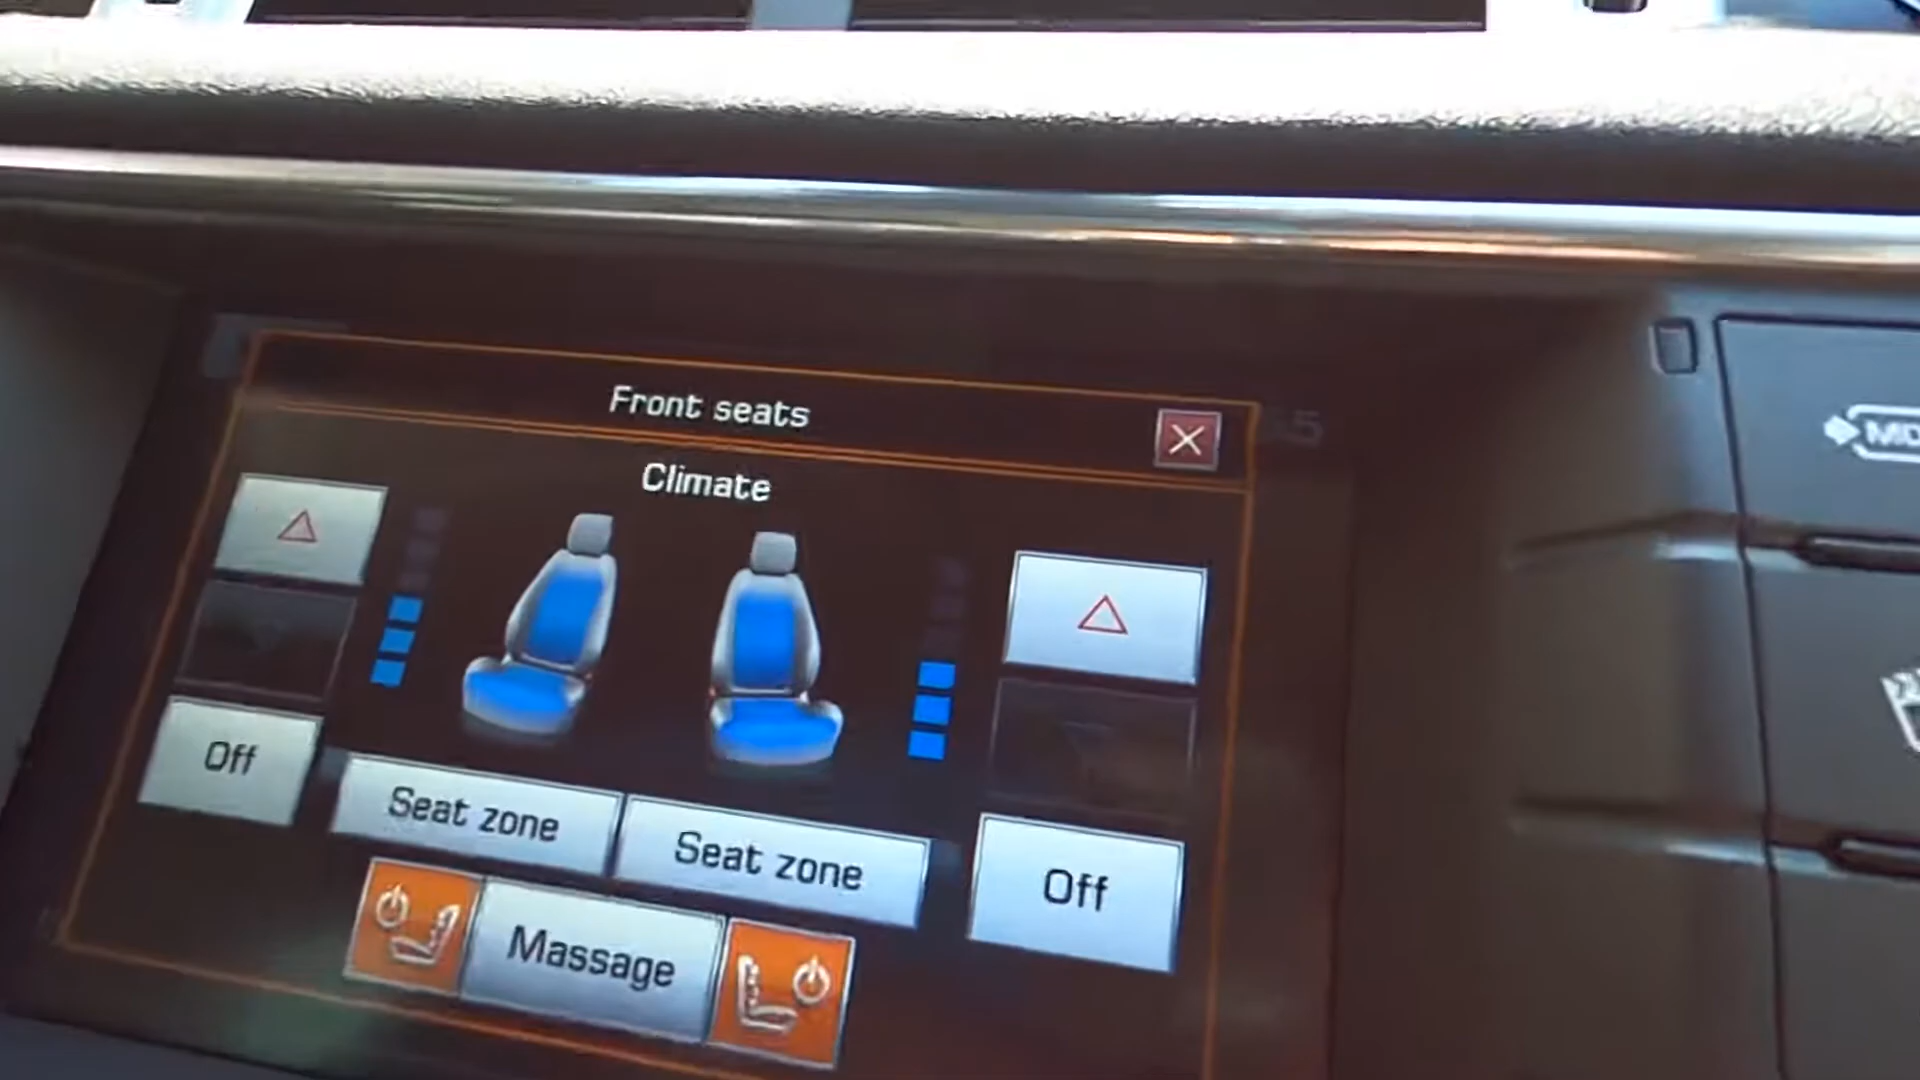 Front seats
Climate
Off
Seat zone
Seat zone
Off
Massage